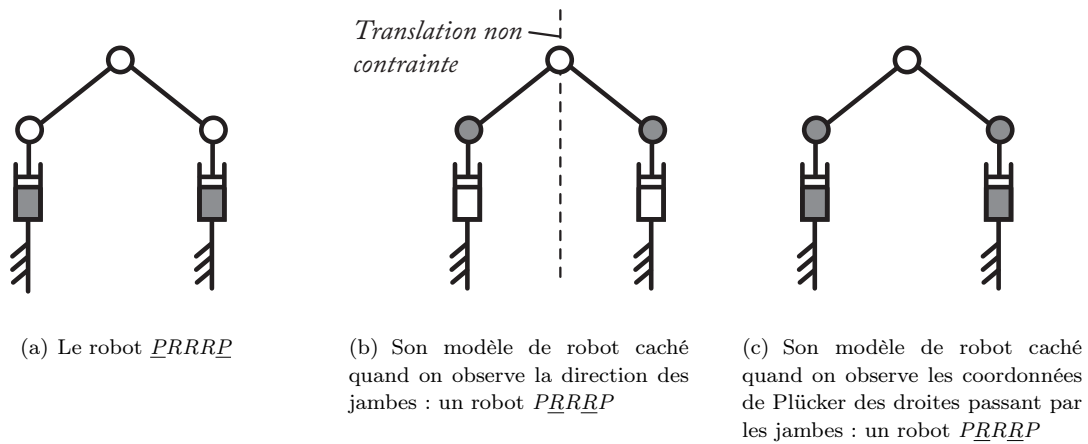 Translation non
contrainte
(a) Le robot PRRRP
(b) Son modèle de robot caché
quand on observe la direction des
jambes : un robot PRRRP
(c) Son modèle de robot caché
quand on observe les coordonnées
de Plücker des droites passant par
les jambes : un robot PRRRP